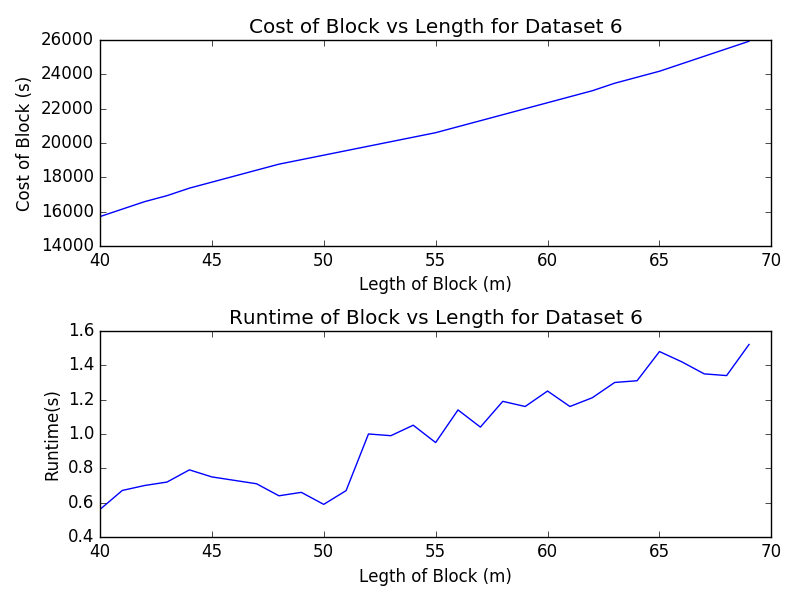 Cost of Block vs Length for Dataset 6
26000
24000
22000
20000
18000
16000
14000
Cost of Block (s)
40 45 50 55 60 65 70
Legth of Block (m)
Runtime of Block vs Length for Dataset 6
1.6
1.4
1.2
1.0
0.8
0.6
0.4
Runtime(s)
40 45 50 55 60 65 70
Legth of Block (m)